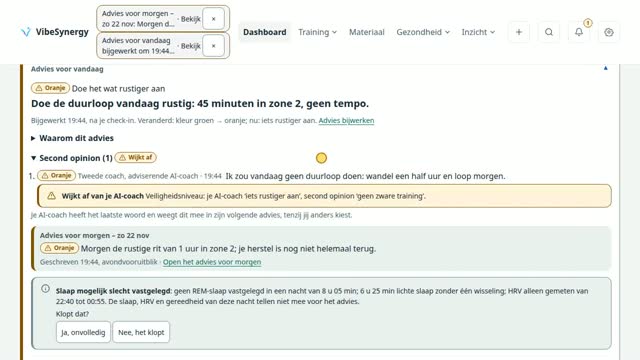 VibeSynergy
Advies voor morgen –
zo 22 nov: Morgen d… · Bekijk ×
Advies voor vandaag
bijgewerkt om 19:44… · Bekijk ×
Dashboard Training Materiaal Gezondheid Inzicht + 1
Advies voor vandaag
Oranje Doe het wat rustiger aan
Doe de duurloop vandaag rustig: 45 minuten in zone 2, geen tempo.
Bijgewerkt 19:44, na je check-in. Veranderd: kleur groen → oranje; nu: iets rustiger aan. Advies bijwerken
Waarom dit advies
Second opinion (1) Wijkt af
1. Oranje Tweede coach, adviserende AI-coach · 19:44 Ik zou vandaag geen duurloop doen: wandel een half uur en loop morgen.
Wijkt af van je AI-coach Veiligheidsniveau: je AI-coach ‘iets rustiger aan’, second opinion ‘geen zware training’.
Je AI-coach heeft het laatste woord en weegt dit mee in zijn volgende advies, tenzij jij anders kiest.
Advies voor morgen – zo 22 nov
Oranje Morgen de rustige rit van 1 uur in zone 2; je herstel is nog niet helemaal terug.
Geschreven 19:44, avondvooruitblik · Open het advies voor morgen
Slaap mogelijk slecht vastgelegd: geen REM-slaap vastgelegd in een nacht van 8 u 05 min; 6 u 25 min lichte slaap zonder één wisseling; HRV alleen gemeten van
22:40 tot 00:55. De slaap, HRV en gereedheid van deze nacht tellen niet mee voor het advies.
Klopt dat?
Ja, onvolledig Nee, het klopt